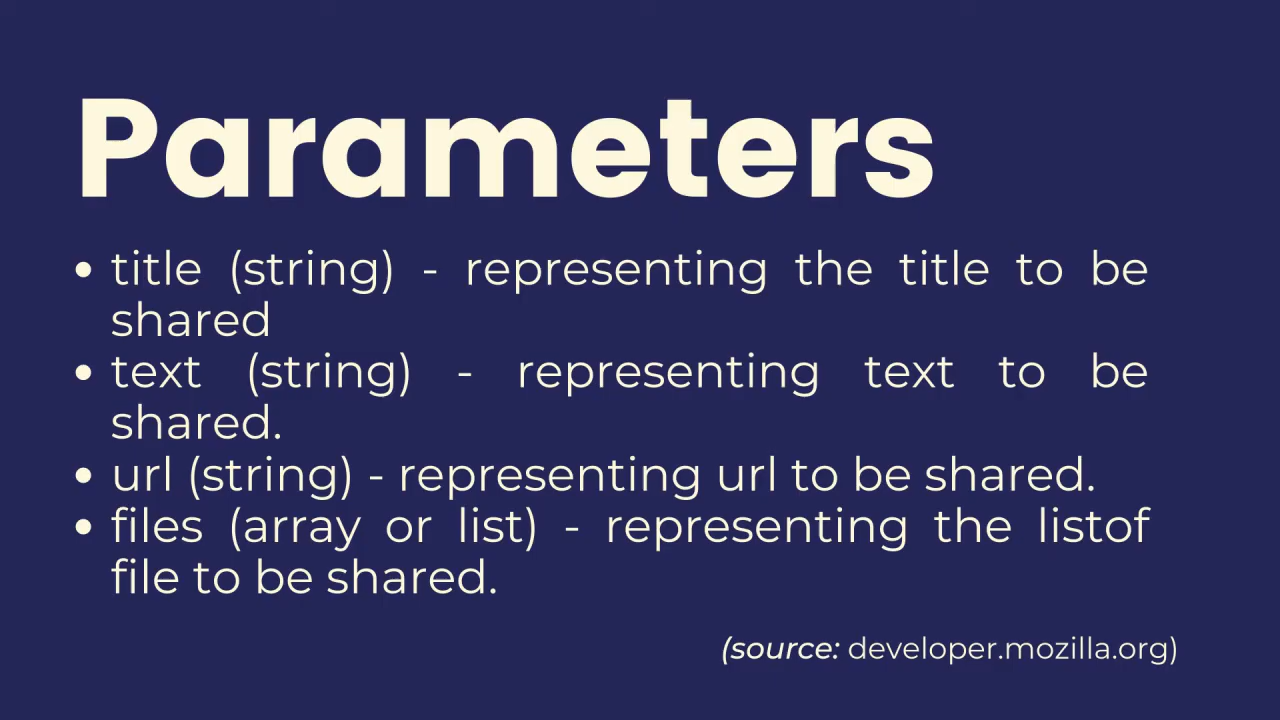 Parameters
• title (string) - representing the title to be
shared
• text (string) - representing text to be
shared.
• url (string) - representing url to be shared.
• files (array or list) - representing the listof
file to be shared.
(source: developer.mozilla.org)